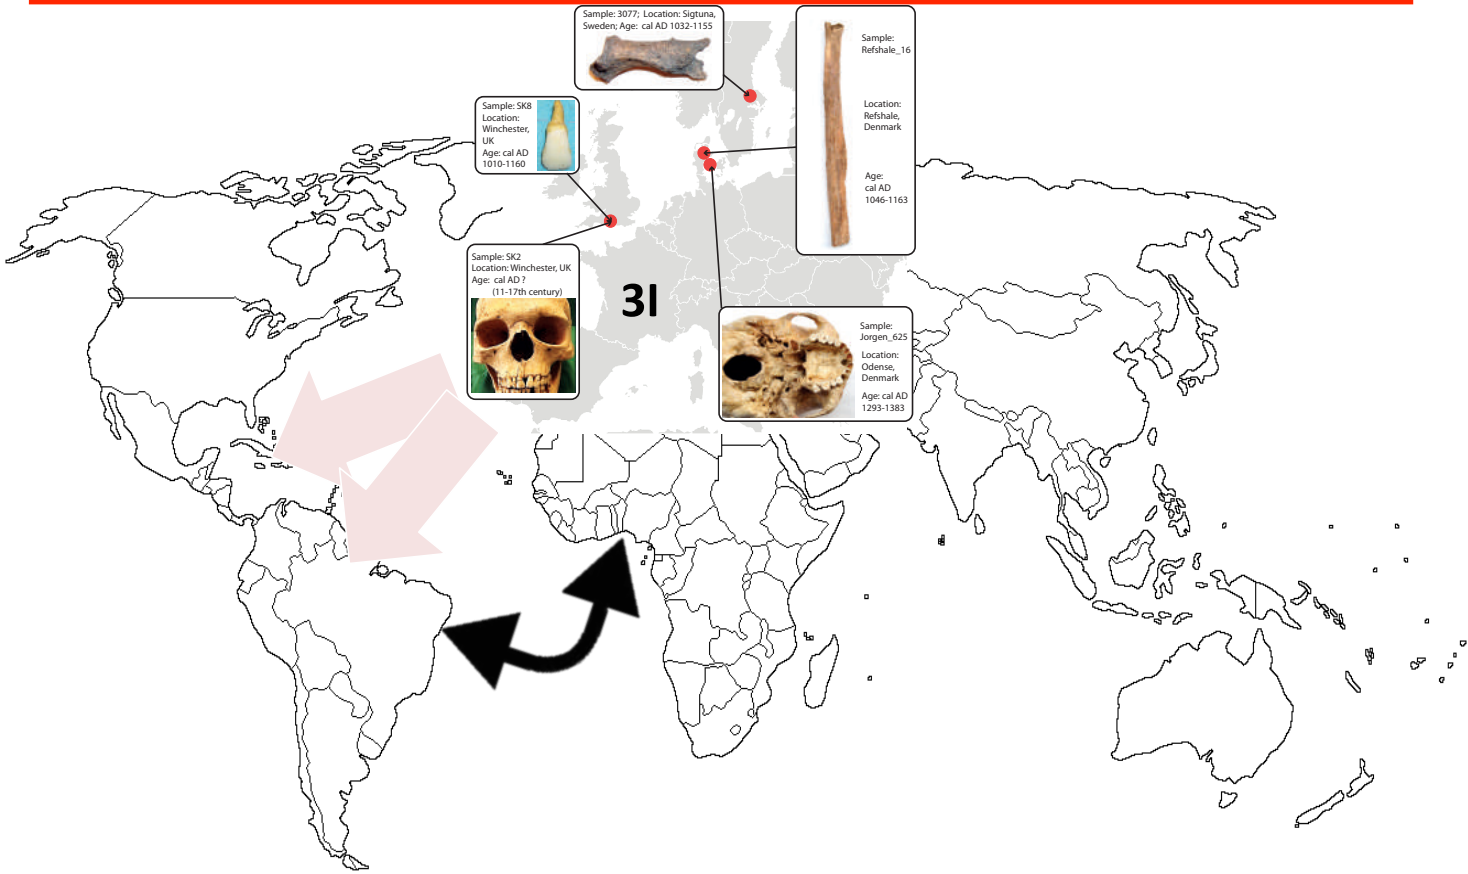 Sample: 3077; Location: Sigtuna,
Sweden; Age: cal AD 1032-1155
Sample:
Refshale_16
Location:
Refshale,
Denmark
Age:
cal AD
1046-1163
Sample: SK8
Location:
Winchester,
UK
Age: cal AD
1010-1160
Sample: SK2
Location: Winchester, UK
Age: cal AD ?
(11-17th century)
3I
Sample:
Jorgen_625
Location:
Odense,
Denmark
Age: cal AD
1293-1383